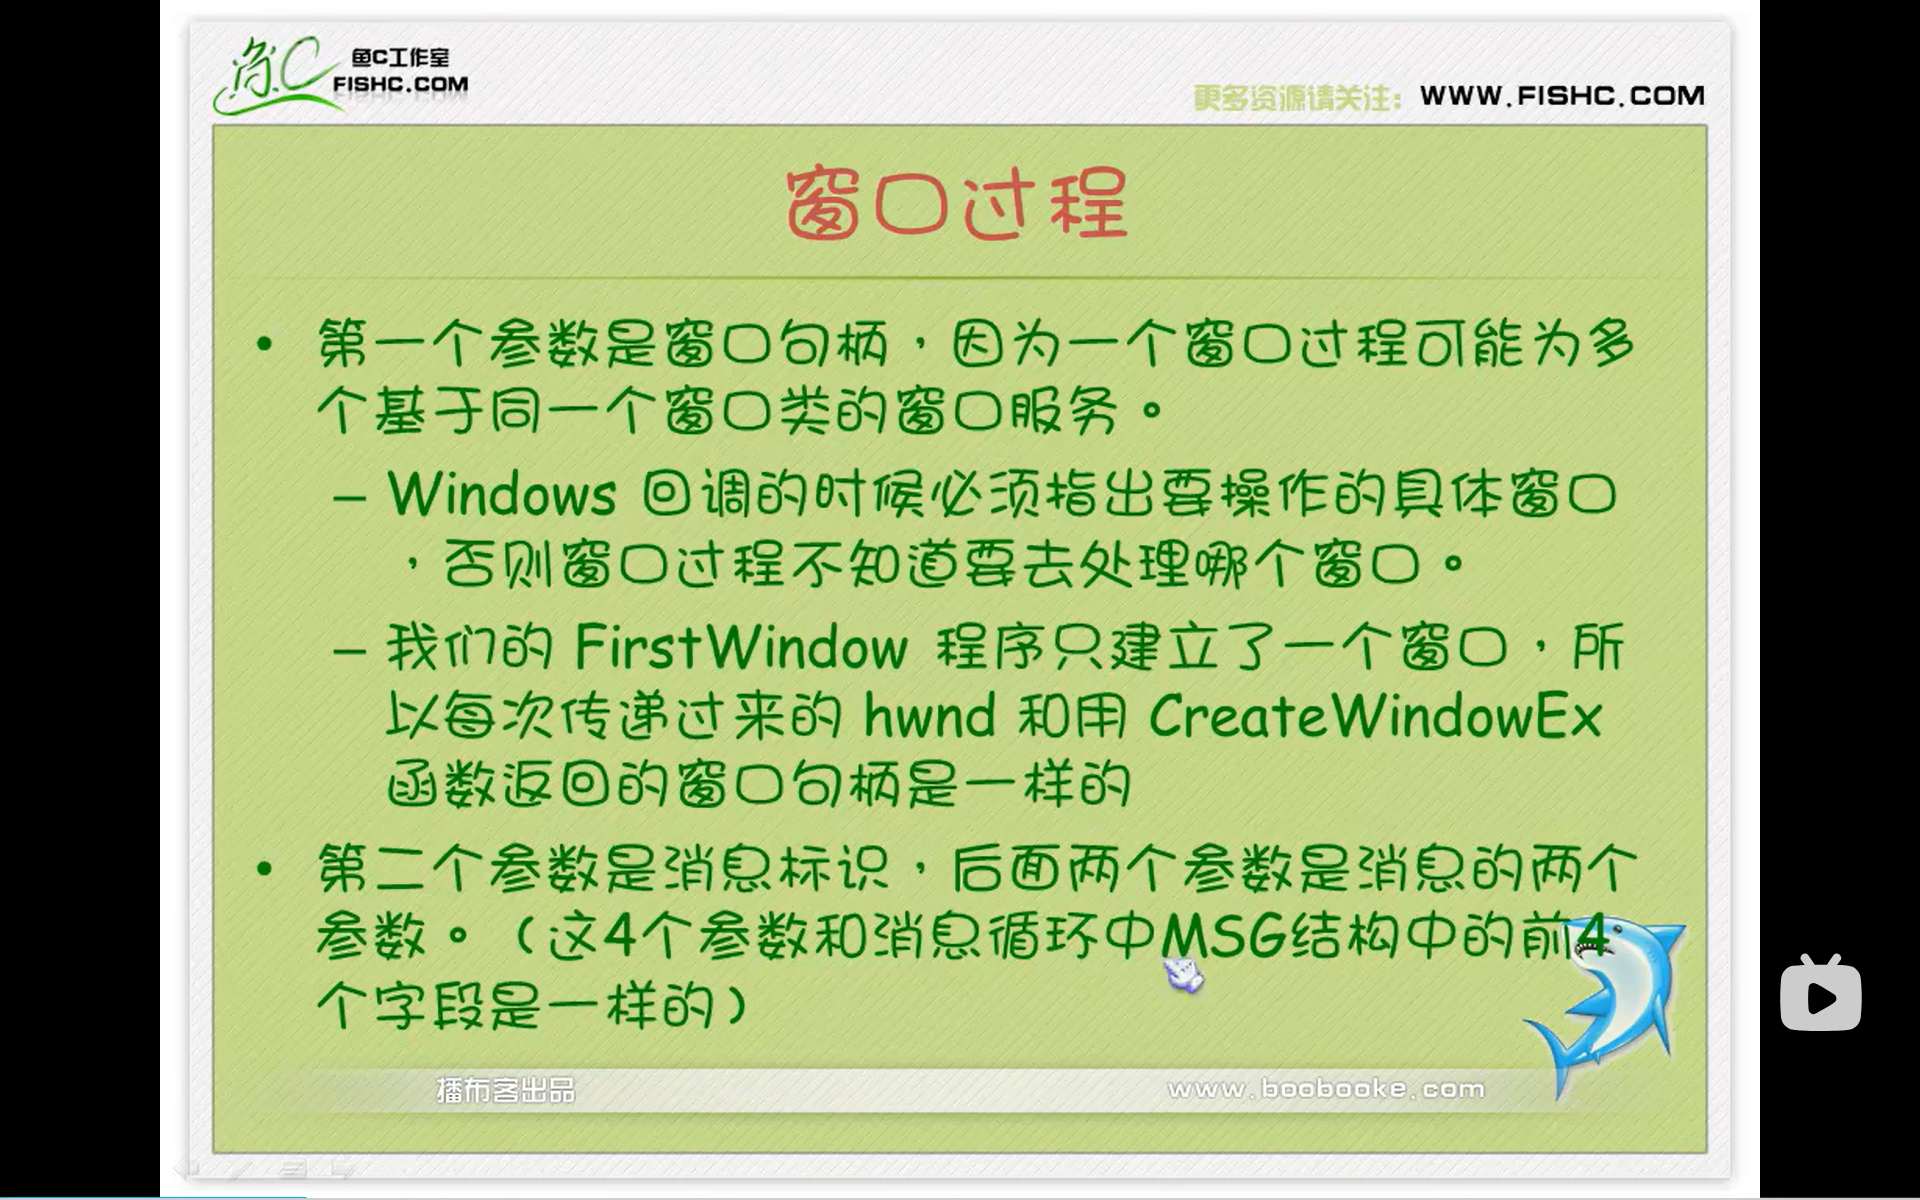 鱼C工作室
FISHC.COM
更多资源请关注: WWW.FISHC.COM
窗口过程
• 第一个参数是窗口句柄，因为一个窗口过程可能为多
个基于同一个窗口类的窗口服务。
– Windows 回调的时候必须指出要操作的具体窗口
，否则窗口过程不知道要去处理哪个窗口。
– 我们的 FirstWindow 程序只建立了一个窗口，所
以每次传递过来的 hwnd 和用 CreateWindowEx
函数返回的窗口句柄是一样的
• 第二个参数是消息标识，后面两个参数是消息的两个
参数。（这4个参数和消息循环中MSG结构中的前4
个字段是一样的）
播布客出品 www.boobooke.com